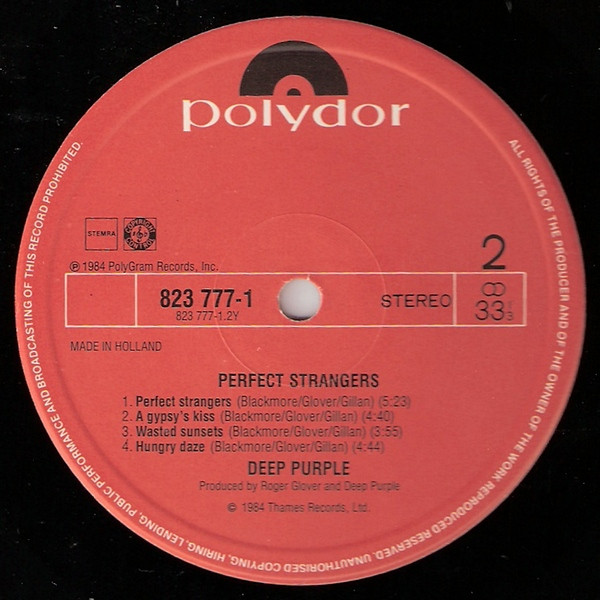 polydor
ALL RIGHTS OF THE PRODUCER AND OF THE OWNER OF THE WORK REPRODUCED RESERVED. UNAUTHORISED COPYING, HIRING, LENDING, PUBLIC PERFORMANCE AND BROADCASTING OF THIS RECORD PROHIBITED.
STEMRA
COPYRIGHT CONTROL
2
℗ 1984 PolyGram Records, Inc.
823 777-1
STEREO
33 1/3
823 777-1.2Y
MADE IN HOLLAND
PERFECT STRANGERS
1. Perfect strangers (Blackmore/Glover/Gillan) (5:23)
2. A gypsy's kiss (Blackmore/Glover/Gillan) (4:40)
3. Wasted sunsets (Blackmore/Glover/Gillan) (3:55)
4. Hungry daze (Blackmore/Glover/Gillan) (4:44)
DEEP PURPLE
Produced by Roger Glover and Deep Purple
© 1984 Thames Records, Ltd.